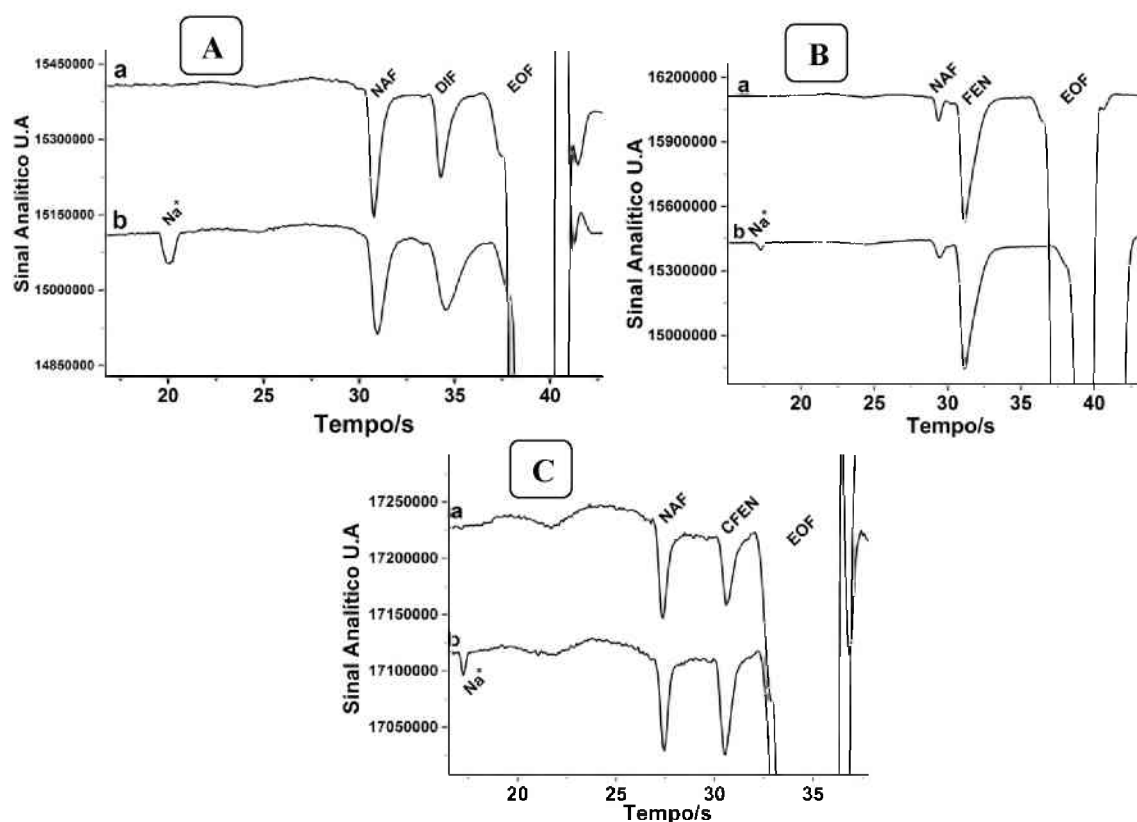 A
Sinal Analítico U.A
15450000
15300000
15150000
15000000
14850000
a
b
Na+
NAF
DIF
EOF
20
25
30
35
40
Tempo/s
B
Sinal Analítico U.A
16200000
15900000
15600000
15300000
15000000
a
b
Na+
NAF
FEN
EOF
20
25
30
35
40
Tempo/s
C
Sinal Analítico U.A
17250000
17200000
17150000
17100000
17050000
a
b
Na+
NAF
CFEN
EOF
20
25
30
35
Tempo/s